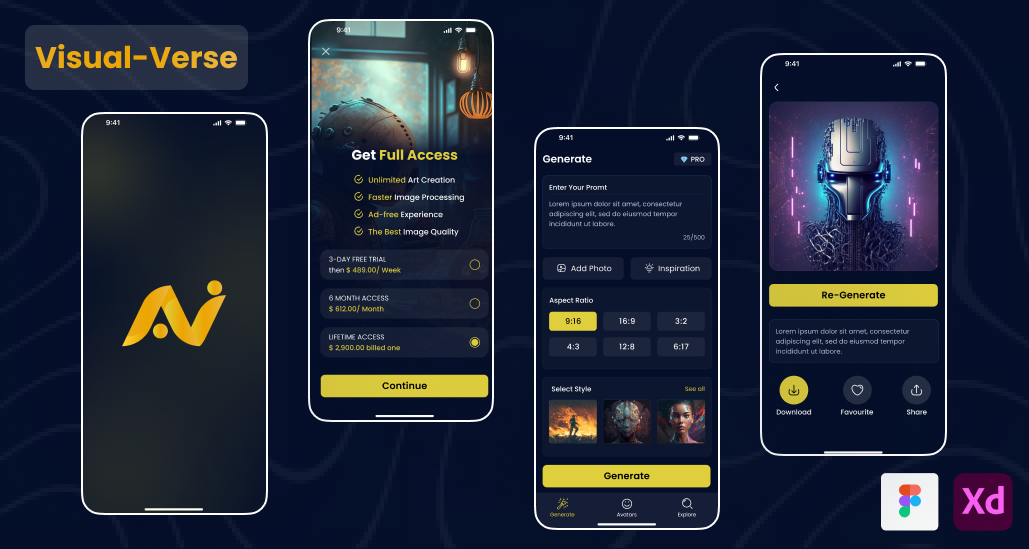 Visual-Verse
9:41
Ai
9:41
Get Full Access
Unlimited Art Creation
Faster Image Processing
Ad-free Experience
The Best Image Quality
3-DAY FREE TRIAL
then $ 489.00/ Week
6 MONTH ACCESS
$ 612.00/ Month
LIFETIME ACCESS
$ 2,900.00 billed one
Continue
9:41
Generate
PRO
Enter Your Promt
Lorem ipsum dolor sit amet, consectetur
adipiscing elit, sed do eiusmod tempor
incididunt ut labore.
25/500
Add Photo
Inspiration
Aspect Ratio
9:16
16:9
3:2
4:3
12:8
6:17
Select Style
See all
Generate
Generate
Avators
Explore
9:41
Re-Generate
Lorem ipsum dolor sit amet, consectetur
adipiscing elit, sed do eiusmod tempor
incididunt ut labore.
Download
Favourite
Share
Xd